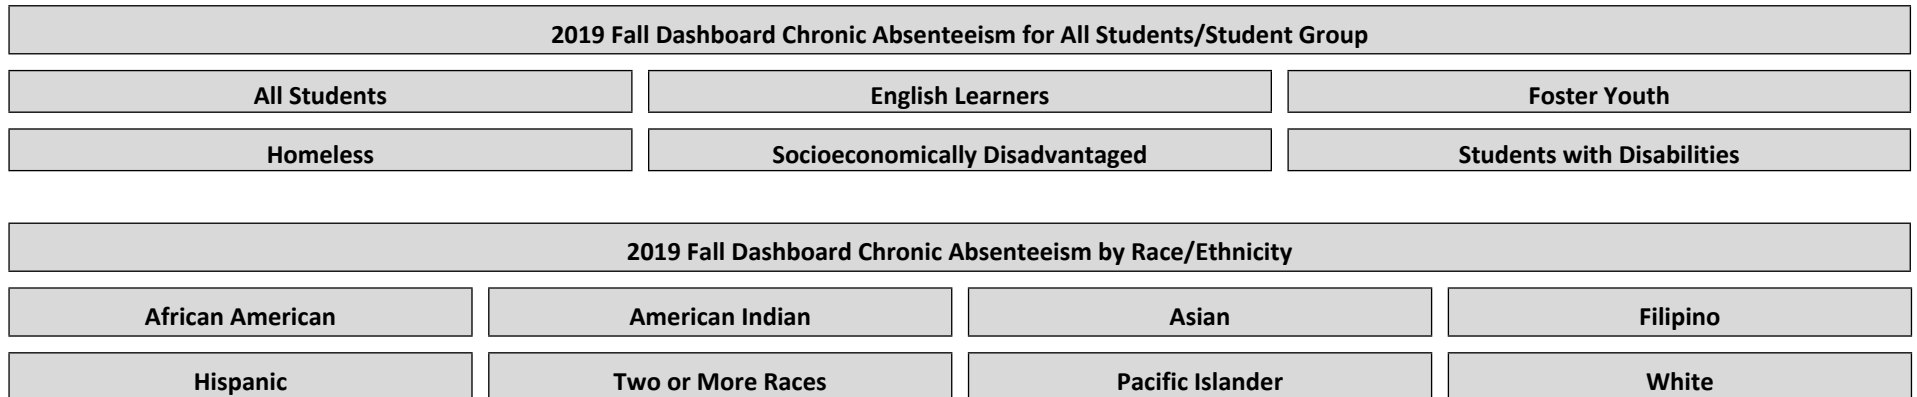 2019 Fall Dashboard Chronic Absenteeism for All Students/Student Group
All Students English Learners Foster Youth
Homeless Socioeconomically Disadvantaged Students with Disabilities
2019 Fall Dashboard Chronic Absenteeism by Race/Ethnicity
African American American Indian Asian Filipino
Hispanic Two or More Races Pacific Islander White